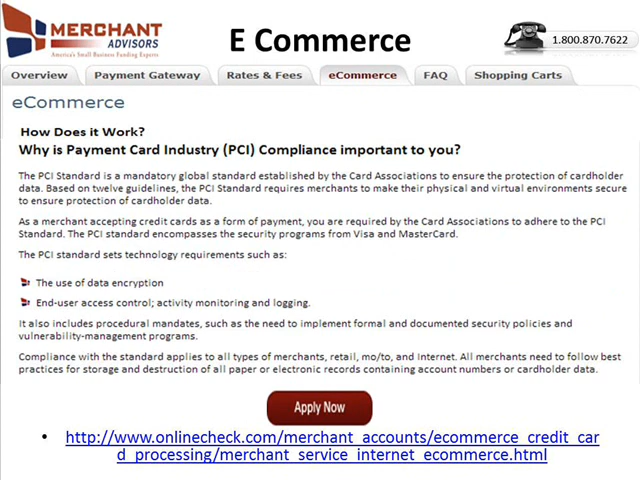 MERCHANT
ADVISORS
America's Small Business Funding Experts
E Commerce
1.800.870.7622
Overview
Payment Gateway
Rates & Fees
eCommerce
FAQ
Shopping Carts
eCommerce
How Does it Work?
Why is Payment Card Industry (PCI) Compliance important to you?
The PCI Standard is a mandatory global standard established by the Card Associations to ensure the protection of cardholder
data. Based on twelve guidelines, the PCI Standard requires merchants to make their physical and virtual environments secure
to ensure protection of cardholder data.
As a merchant accepting credit cards as a form of payment, you are required by the Card Associations to adhere to the PCI
Standard. The PCI standard encompasses the security programs from Visa and MasterCard.
The PCI standard sets technology requirements such as:
The use of data encryption
End-user access control; activity monitoring and logging.
It also includes procedural mandates, such as the need to implement formal and documented security policies and
vulnerability-management programs.
Compliance with the standard applies to all types of merchants, retail, mo/to, and Internet. All merchants need to follow best
practices for storage and destruction of all paper or electronic records containing account numbers or cardholder data.
Apply Now
• http://www.onlinecheck.com/merchant_accounts/ecommerce_credit_car
d_processing/merchant_service_internet_ecommerce.html